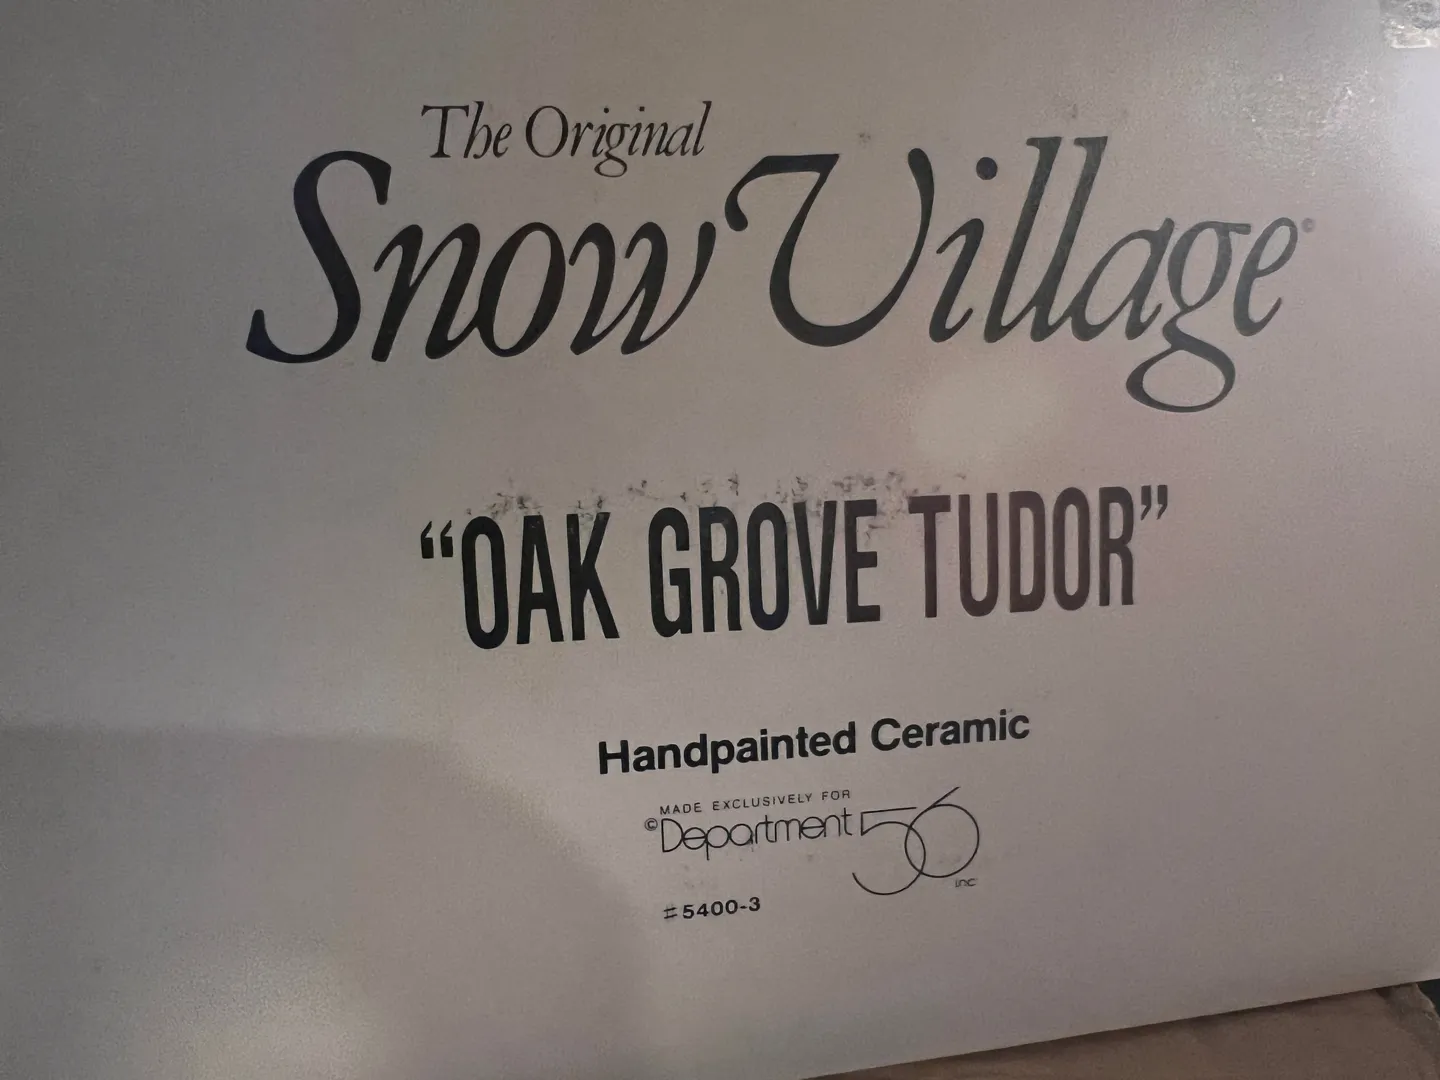 The Original
Snow Village©
“OAK GROVE TUDOR”
Handpainted Ceramic
MADE EXCLUSIVELY FOR
©Department 56
inc
#5400-3